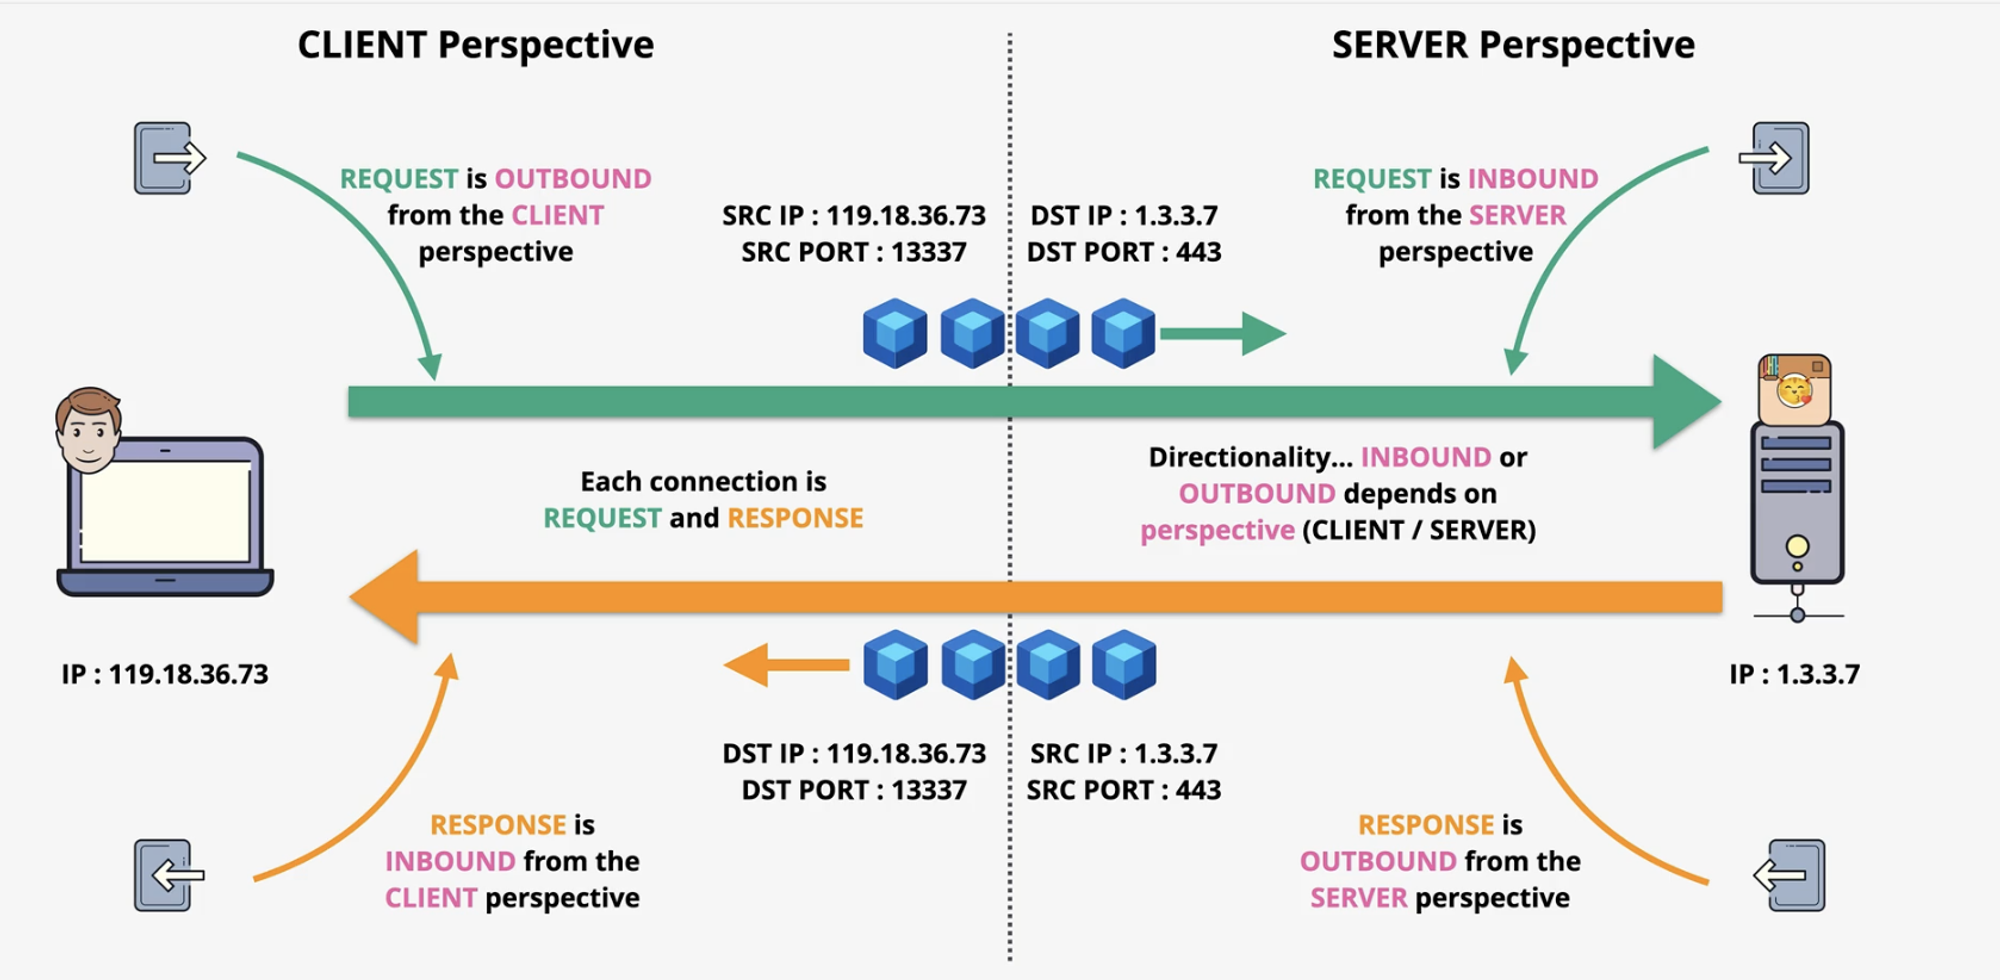 CLIENT Perspective
SERVER Perspective
REQUEST is OUTBOUND
from the CLIENT
perspective
SRC IP : 119.18.36.73
SRC PORT : 13337
DST IP : 1.3.3.7
DST PORT : 443
REQUEST is INBOUND
from the SERVER
perspective
Each connection is
REQUEST and RESPONSE
Directionality... INBOUND or
OUTBOUND depends on
perspective (CLIENT / SERVER)
IP : 119.18.36.73
IP : 1.3.3.7
DST IP : 119.18.36.73
DST PORT : 13337
SRC IP : 1.3.3.7
SRC PORT : 443
RESPONSE is
INBOUND from the
CLIENT perspective
RESPONSE is
OUTBOUND from the
SERVER perspective